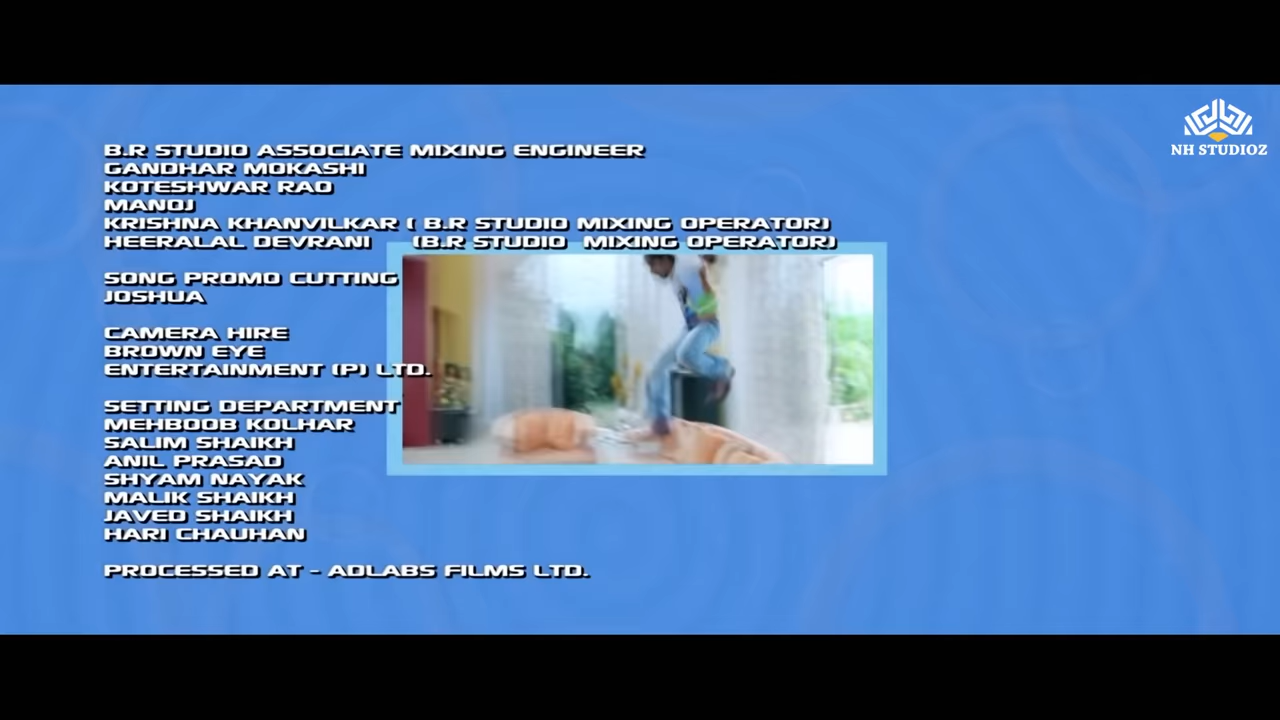 NH STUDIOZ
B.R STUDIO ASSOCIATE MIXING ENGINEER
GANDHAR MOKASHI
KOTESHWAR RAO
MANOJ
KRISHNA KHANVILKAR ( B.R STUDIO MIXING OPERATOR)
HEERALAL DEVRANI (B.R STUDIO MIXING OPERATOR)
SONG PROMO CUTTING
JOSHUA
CAMERA HIRE
BROWN EYE
ENTERTAINMENT (P) LTD.
SETTING DEPARTMENT
MEHBOOB KOLHAR
SALIM SHAIKH
ANIL PRASAD
SHYAM NAYAK
MALIK SHAIKH
JAVED SHAIKH
HARI CHAUHAN
PROCESSED AT - ADLABS FILMS LTD.